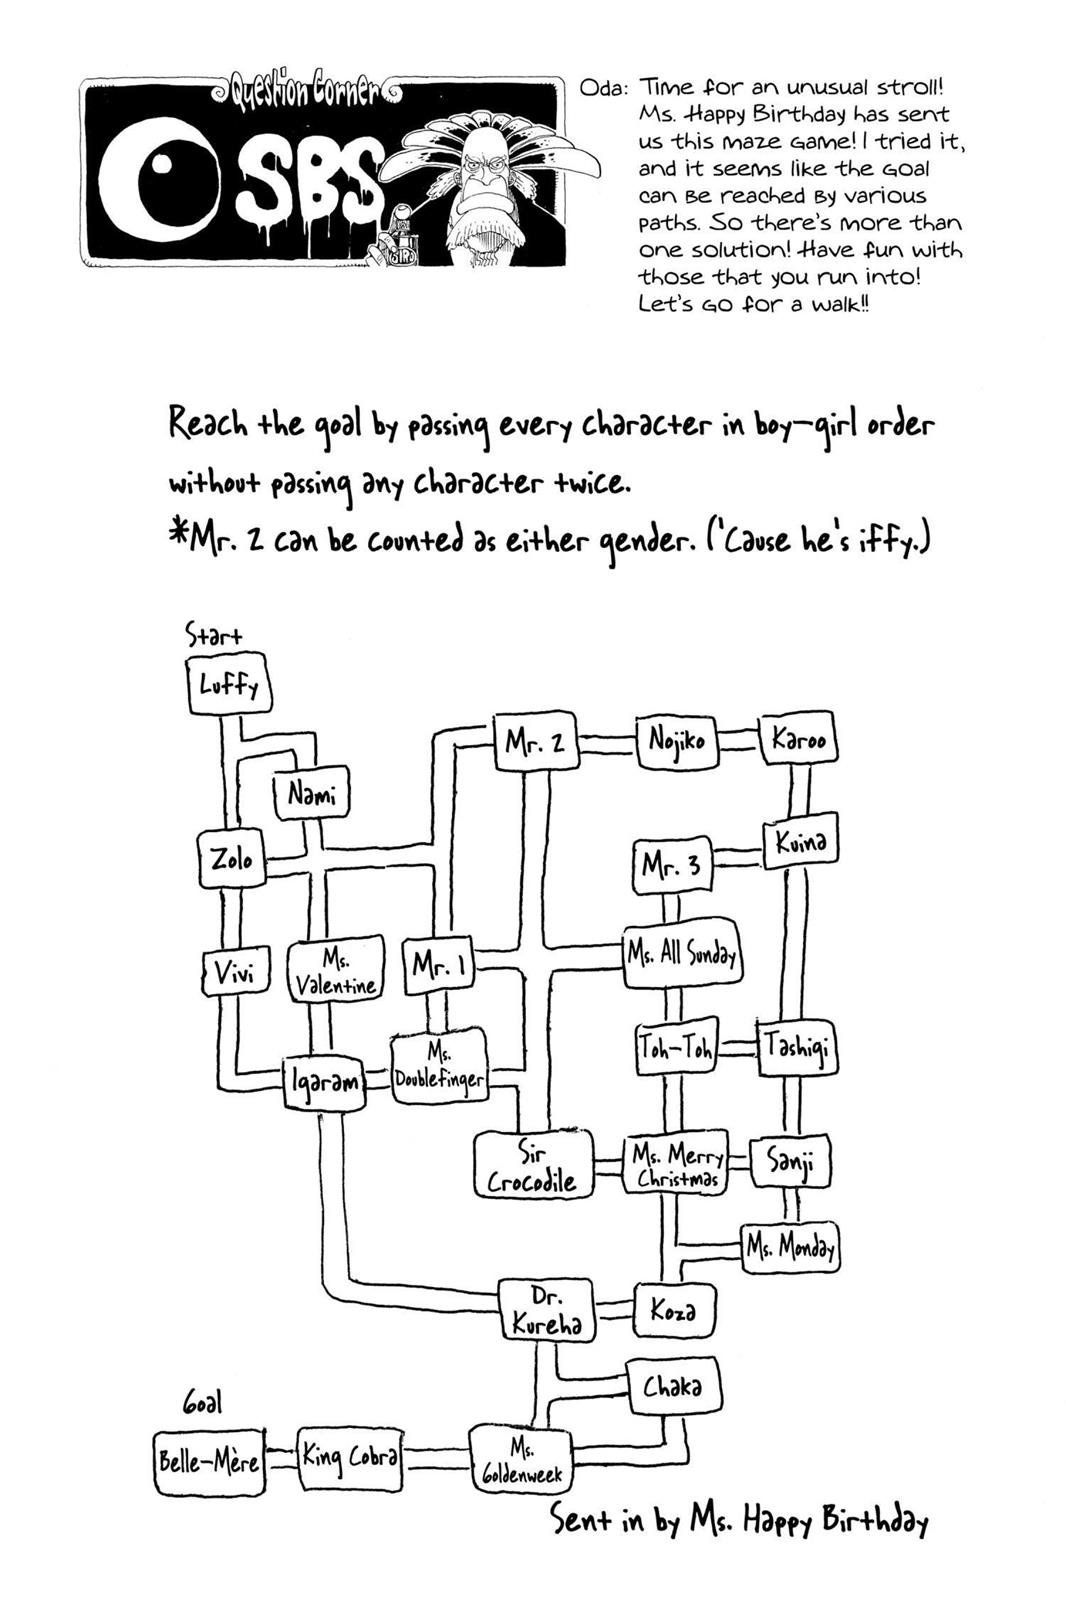 Question Corner
SBS
Oda: Time for an unusual stroll!
Ms. Happy Birthday has sent
us this maze game! I tried it,
and it seems like the goal
can be reached by various
paths. So there's more than
one solution! Have fun with
those that you run into!
Let's go for a walk!!
Reach the goal by passing every character in boy-girl order
without passing any character twice.
*Mr. 2 can be counted as either gender. ('Cause he's iffy.)
Start
Luffy
Mr. 2
Nojiko
Karoo
Nami
Zolo
Mr. 3
Kuina
Vivi
Ms.
Valentine
Mr. 1
Ms. All Sunday
Igaram
Ms.
Doublefinger
Toh-Toh
Tashigi
Sir
Crocodile
Ms. Merry
Christmas
Sanji
Ms. Monday
Dr.
Kureha
Koza
Chaka
Goal
Belle-Mère
King Cobra
Ms.
Goldenweek
Sent in by Ms. Happy Birthday